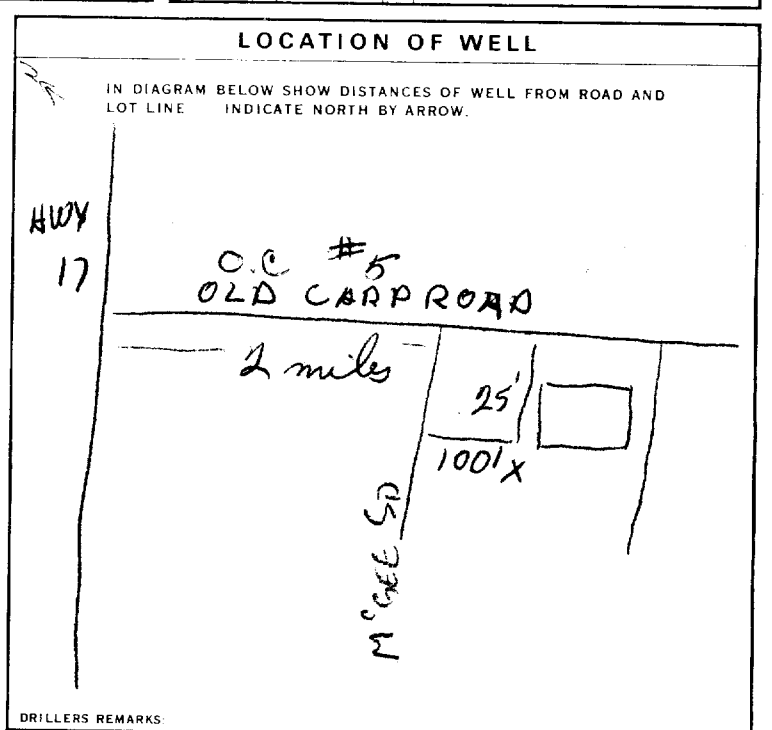 LOCATION OF WELL
IN DIAGRAM BELOW SHOW DISTANCES OF WELL FROM ROAD AND
LOT LINE INDICATE NORTH BY ARROW.
HWY
17
O.C #5
OLD CARP ROAD
2 miles
25'
100' X
McGEE SD
DRILLERS REMARKS: